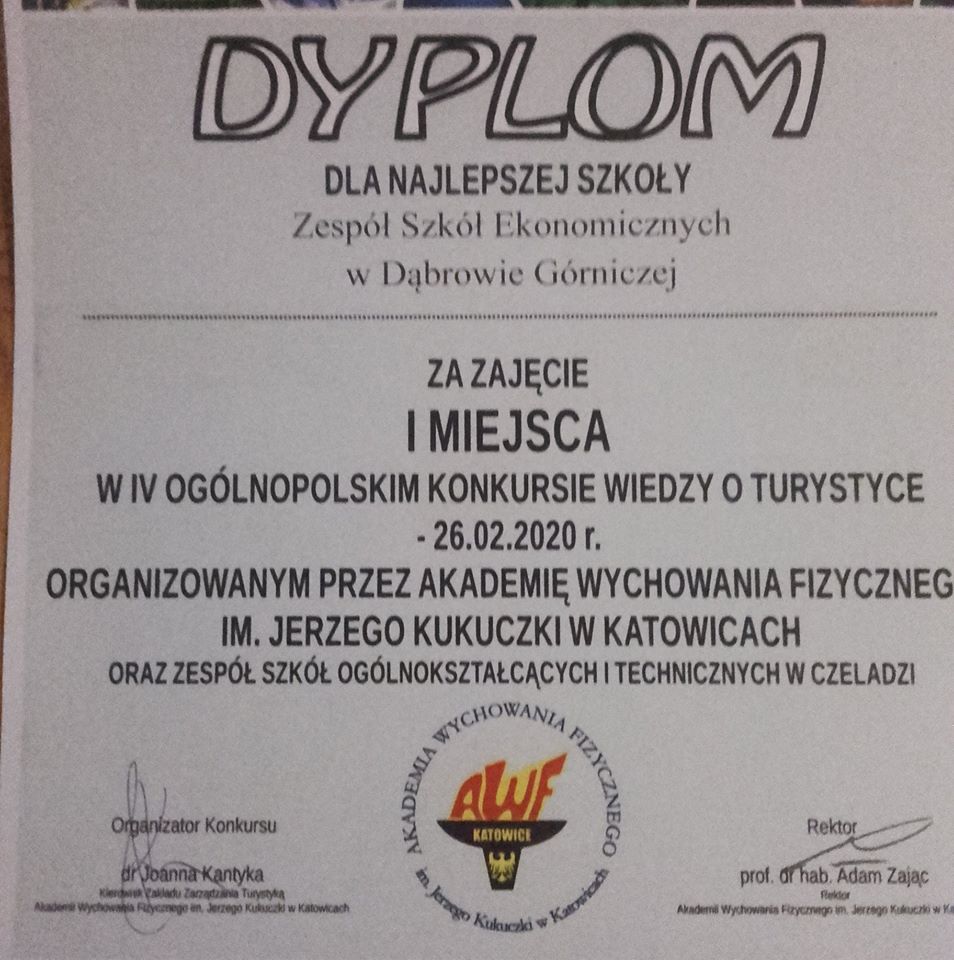 DYPLOM
DLA NAJLEPSZEJ SZKOŁY
Zespół Szkół Ekonomicznych
w Dąbrowie Górniczej
ZA ZAJĘCIE
I MIEJSCA
W IV OGÓLNOPOLSKIM KONKURSIE WIEDZY O TURYSTYCE
- 26.02.2020 r.
ORGANIZOWANYM PRZEZ AKADEMIĘ WYCHOWANIA FIZYCZNEG
IM. JERZEGO KUKUCZKI W KATOWICACH
ORAZ ZESPÓŁ SZKÓŁ OGÓLNOKSZTAŁCĄCYCH I TECHNICZNYCH W CZELADZI
AKADEMIA WYCHOWANIA FIZYCZNEGO
AWF
KATOWICE
im. Jerzego Kukuczki w Katowicach
Organizator Konkursu
dr Joanna Kantyka
Kierownik Zakładu Zarządzania Turystyką
Akademii Wychowania Fizycznego im. Jerzego Kukuczki w Katowicach
Rektor
prof. dr hab. Adam Zając
Rektor
Akademii Wychowania Fizycznego im. Jerzego Kukuczki w Ka